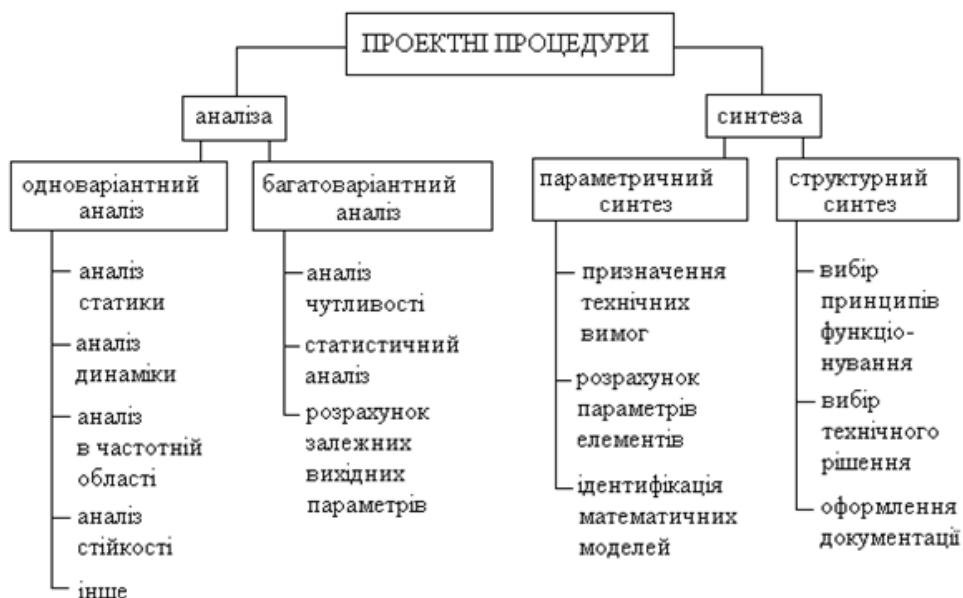 ПРОЕКТНІ ПРОЦЕДУРИ
аналіза
синтеза
одноваріантний
аналіз
багатоваріантний
аналіз
параметричний
синтез
структурний
синтез
аналіз
статики
аналіз
динаміки
аналіз
в частотній
області
аналіз
стійкості
інше
аналіз
чутливості
статистичний
аналіз
розрахунок
залежних
вихідних
параметрів
призначення
технічних
вимог
розрахунок
параметрів
елементів
ідентифікація
математичних
моделей
вибір
принципів
функціо-
нування
вибір
технічного
рішення
оформлення
документації